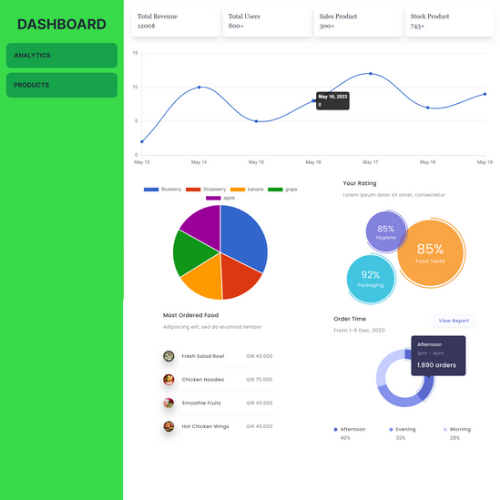 DASHBOARD
ANALYTICS
PRODUCTS
Total Revenue
1200$
Total Users
800+
Sales Product
300+
Stock Product
743+
15
10
5
0
May 16, 2023
8
May 13
May 14
May 15
May 16
May 17
May 18
May 19
Blueberry
Strawberry
banana
grape
apple
Your Rating
Lorem ipsum dolor sit amet, consectetur
85%
Hygiene
85%
Food Taste
92%
Packaging
Most Ordered Food
Adipiscing elit, sed do eiusmod tempor
Fresh Salad Bowl IDR 45.000
Chicken Noodles IDR 75.000
Smoothie Fruits IDR 45.000
Hot Chicken Wings IDR 45.000
Order Time
View Report
From 1-6 Dec, 2020
Afternoon
1pm - 4pm
1.890 orders
Afternoon
40%
Evening
32%
Morning
28%